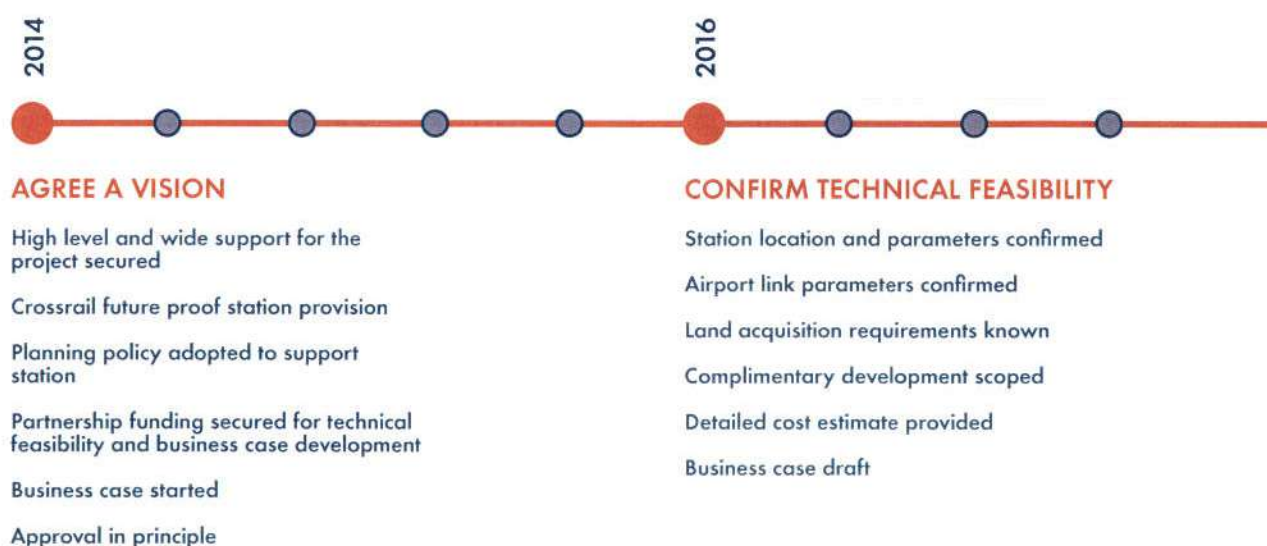 2014
2016
AGREE A VISION
High level and wide support for the
project secured
Crossrail future proof station provision
Planning policy adopted to support
station
Partnership funding secured for technical
feasibility and business case development
Business case started
Approval in principle
CONFIRM TECHNICAL FEASIBILITY
Station location and parameters confirmed
Airport link parameters confirmed
Land acquisition requirements known
Complimentary development scoped
Detailed cost estimate provided
Business case draft